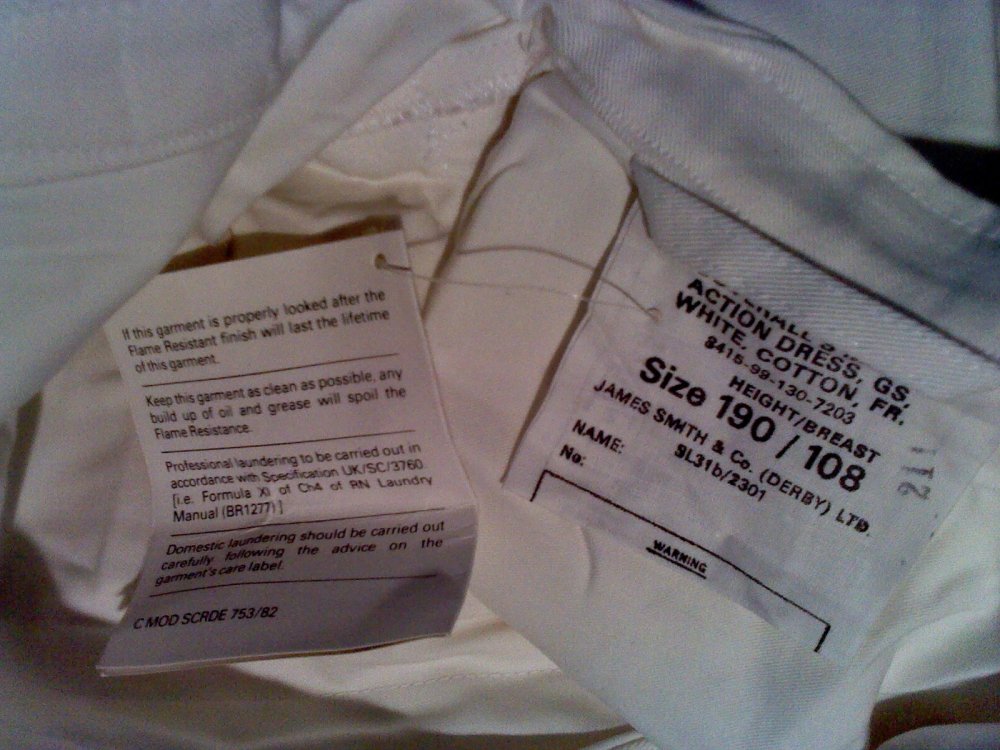 If this garment is properly looked after the
Flame Resistant finish will last the lifetime
of this garment.
Keep this garment as clean as possible, any
build up of oil and grease will spoil the
Flame Resistance.
Professional laundering to be carried out in
accordance with Specification UK/SC/3760
[i.e. Formula XI of Ch4 of RN Laundry
Manual (BR1277)]
Domestic laundering should be carried out
carefully following the advice on the
garment's care label.
C MOD SCRDE 753/82
ACTION DRESS, GS,
WHITE, COTTON, FR.
8415-99-130-7203
HEIGHT/BREAST
Size 190 / 108
JAMES SMITH & Co. (DERBY) LTD.
SL31b/2301
NAME:
No:
WARNING